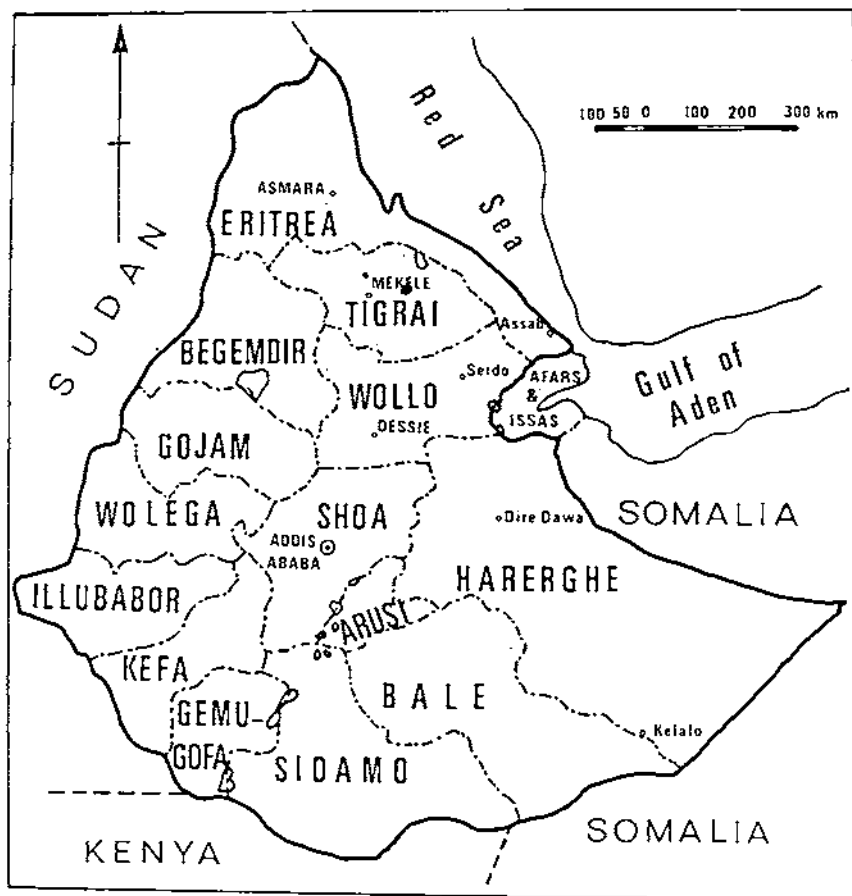 Red Sea
100 50 0 100 200 300 km
SUDAN
ASMARA
ERITREA
MEKELE
TIGRAI
Assab
BEGEMDIR
Serdo
AFARS
&
ISSAS
Gulf of
Aden
WOLLO
DESSIE
GOJAM
WOLEGA
SHOA
Dire Dawa
SOMALIA
ADDIS
ABABA
HARERGHE
ILLUBABOR
ARUSI
KEFA
BALE
GEMU-
GOFA
Kelalo
SIDAMO
KENYA
SOMALIA